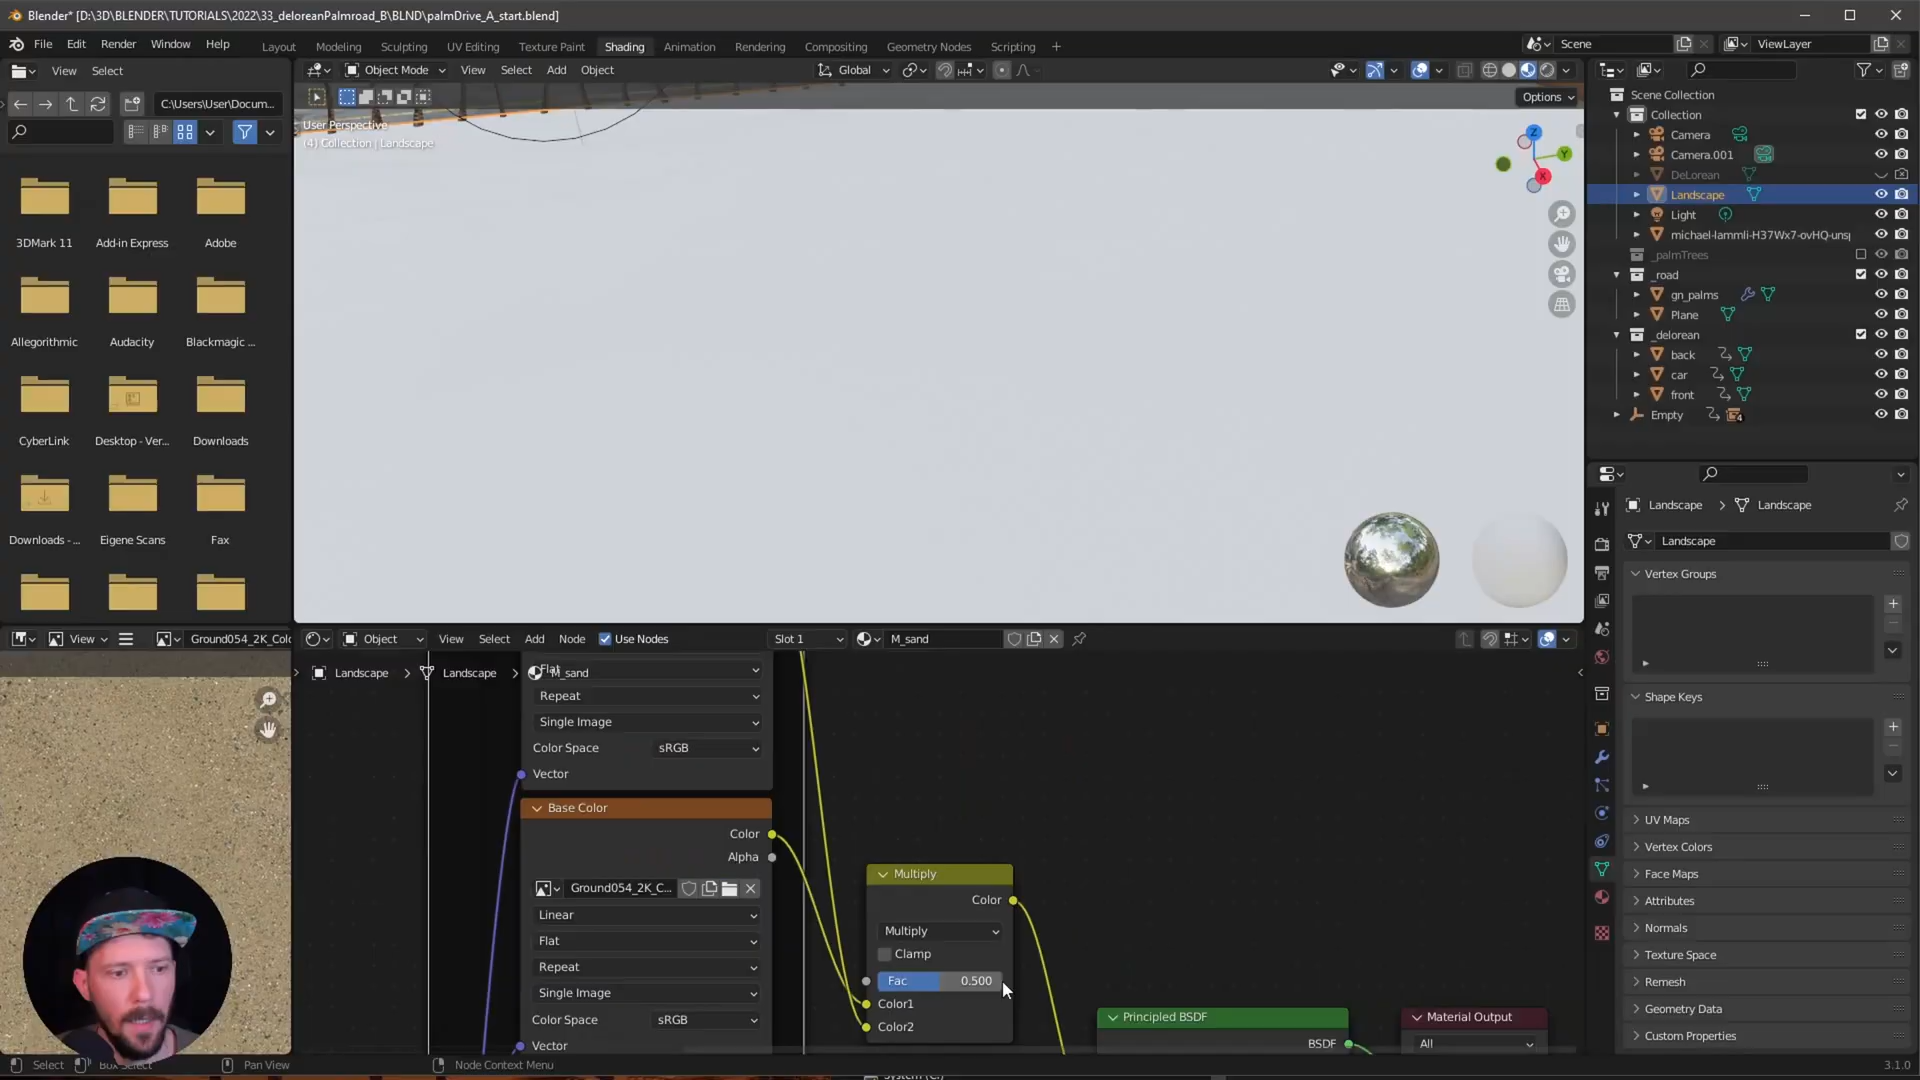 Blender* [D:\3D\BLENDER\TUTORIALS\2022\33_deloreanPalmroad_B\BLND\palmDrive_A_start.blend]
File Edit Render Window Help Layout Modeling Sculpting UV Editing Texture Paint Shading Animation Rendering Compositing Geometry Nodes Scripting + Scene ViewLayer
View Select Object Mode View Select Add Object Global
C:\Users\User\Docum... Options
Scene Collection
Collection
Camera
Camera.001
DeLorean
Landscape
Light
michael-lammli-H37Wx7-ovHQ-uns
_palmTrees
_road
gn_palms
Plane
_delorean
back
car
front
Empty
4
User Perspective
(4) Collection | Landscape
Z
Y
X
3DMark 11 Add-in Express Adobe
Allegorithmic Audacity Blackmagic ...
CyberLink Desktop - Ver... Downloads
Downloads - ... Eigene Scans Fax
Landscape > Landscape
Landscape
Vertex Groups
Shape Keys
UV Maps
Vertex Colors
Face Maps
Attributes
Normals
Texture Space
Remesh
Geometry Data
Custom Properties
View Ground054_2K_Colo
Object View Select Add Node Use Nodes Slot 1 M_sand
Landscape > Landscape > M_sand
Flat
Repeat
Single Image
Color Space sRGB
Vector
Base Color
Color
Alpha
Ground054_2K_C...
Linear
Flat
Repeat
Single Image
Color Space sRGB
Vector
Multiply
Color
Multiply
Clamp
Fac 0.500
Color1
Color2
Principled BSDF
BSDF
Material Output
All
Select Box Select Pan View Node Context Menu 3.1.0